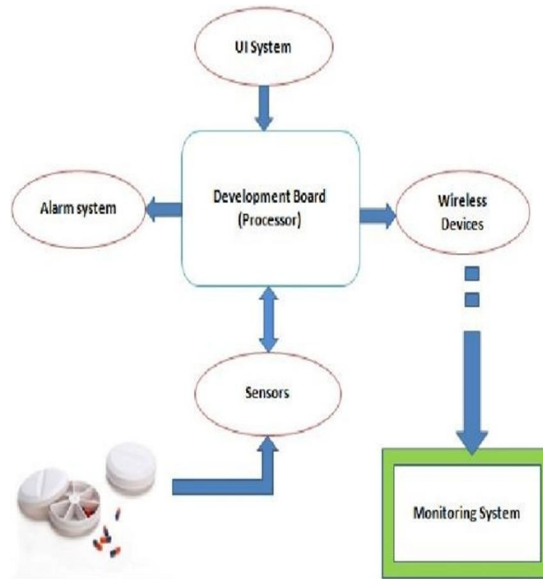 UI System
Development Board
(Processor)
Alarm system
Wireless
Devices
Sensors
Monitoring System